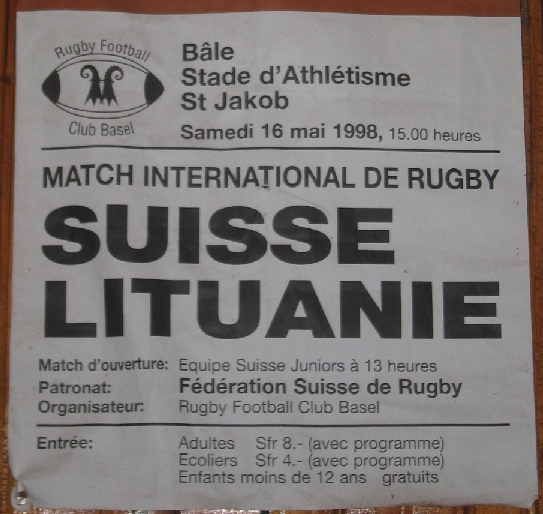 Rugby Football
Club Basel
Bâle
Stade d'Athlétisme
St Jakob
Samedi 16 mai 1998, 15.00 heures
MATCH INTERNATIONAL DE RUGBY
SUISSE
LITUANIE
Match d'ouverture: Equipe Suisse Juniors à 13 heures
Patronat: Fédération Suisse de Rugby
Organisateur: Rugby Football Club Basel
Entrée: Adultes Sfr 8.- (avec programme)
Ecoliers Sfr 4.- (avec programme)
Enfants moins de 12 ans gratuits